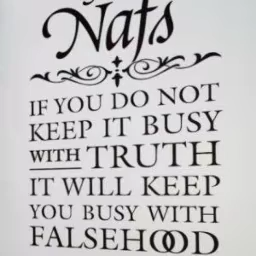 Nafs
IF YOU DO NOT
KEEP IT BUSY
WITH TRUTH
IT WILL KEEP
YOU BUSY WITH
FALSEHOOD